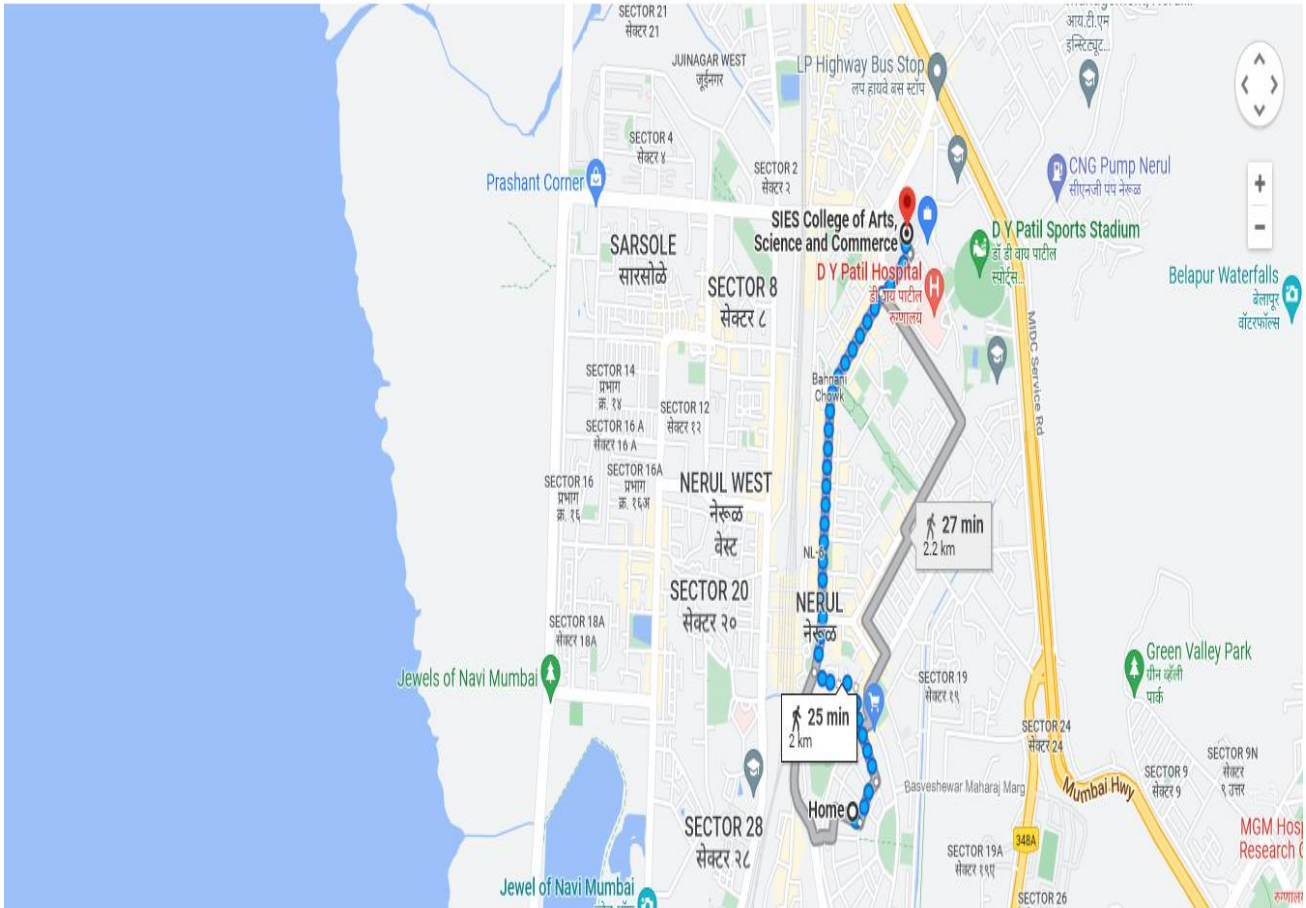 SECTOR 21
सेक्टर 21
JUINAGAR WEST
जूईनगर
आय.टी.एम
इन्स्टिट्यूट...
LP Highway Bus Stop
लप हायवे बस स्टॉप
SECTOR 4
सेक्टर ४
SECTOR 2
सेक्टर २
CNG Pump Nerul
सीएनजी पंप नेरूळ
Prashant Corner
SIES College of Arts,
Science and Commerce
D Y Patil Sports Stadium
डॉ डी वाय पाटील
स्पोर्ट्स...
SARSOLE
सारसोळे
D Y Patil Hospital
डी वाय पाटील
रुग्णालय
SECTOR 8
सेक्टर ८
Belapur Waterfalls
बेलापूर
वॉटरफॉल्स
MIDC Service Rd
SECTOR 14
प्रभाग
क्र. १४
Chowk
SECTOR 12
सेक्टर १२
SECTOR 16 A
सेक्टर 16 A
SECTOR 16
प्रभाग
क्र. १६
SECTOR 16A
प्रभाग
क्र. १६अ
NERUL WEST
नेरूळ
वेस्ट
27 min
2.2 km
SECTOR 20
सेक्टर २०
NERUL
नेरूळ
SECTOR 18A
सेक्टर 18A
Jewels of Navi Mumbai
SECTOR 19
सेक्टर १९
Green Valley Park
ग्रीन व्हॅली
पार्क
25 min
2 km
SECTOR 24
सेक्टर 24
SECTOR 9N
सेक्टर
९ उत्तर
SECTOR 9
सेक्टर 9
Basveshewar Maharaj Marg
Mumbai Hwy
Home
SECTOR 28
सेक्टर २८
348A
SECTOR 19A
सेक्टर १९ए
MGM Hosp
Research C
रुग्णालय
SECTOR 26
Jewel of Navi Mumbai